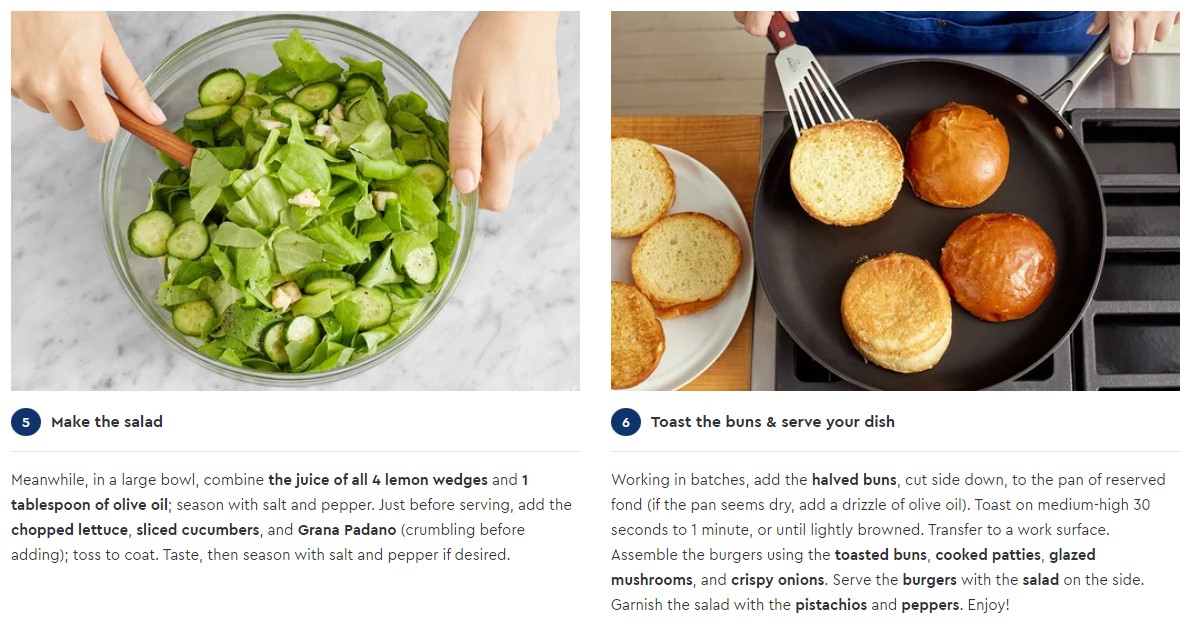 5 Make the salad
Meanwhile, in a large bowl, combine the juice of all 4 lemon wedges and 1
tablespoon of olive oil; season with salt and pepper. Just before serving, add the
chopped lettuce, sliced cucumbers, and Grana Padano (crumbling before
adding); toss to coat. Taste, then season with salt and pepper if desired.
6 Toast the buns & serve your dish
Working in batches, add the halved buns, cut side down, to the pan of reserved
fond (if the pan seems dry, add a drizzle of olive oil). Toast on medium-high 30
seconds to 1 minute, or until lightly browned. Transfer to a work surface.
Assemble the burgers using the toasted buns, cooked patties, glazed
mushrooms, and crispy onions. Serve the burgers with the salad on the side.
Garnish the salad with the pistachios and peppers. Enjoy!